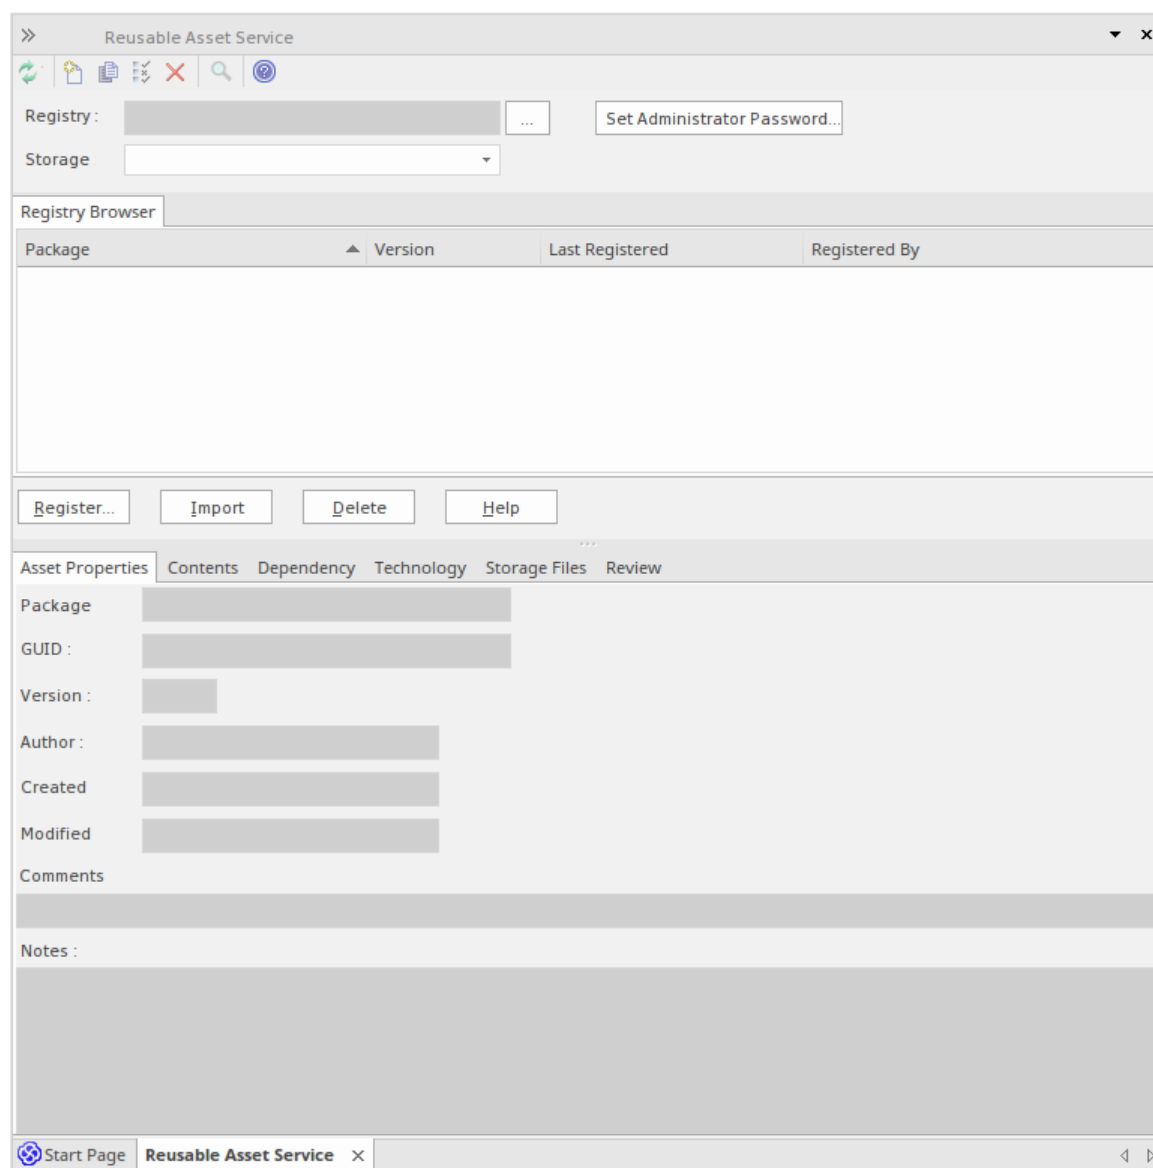 Reusable Asset Service
Registry :
... Set Administrator Password...
Storage
Registry Browser
Package Version Last Registered Registered By
Register... Import Delete Help
Asset Properties Contents Dependency Technology Storage Files Review
Package
GUID :
Version :
Author :
Created
Modified
Comments
Notes :
Start Page Reusable Asset Service